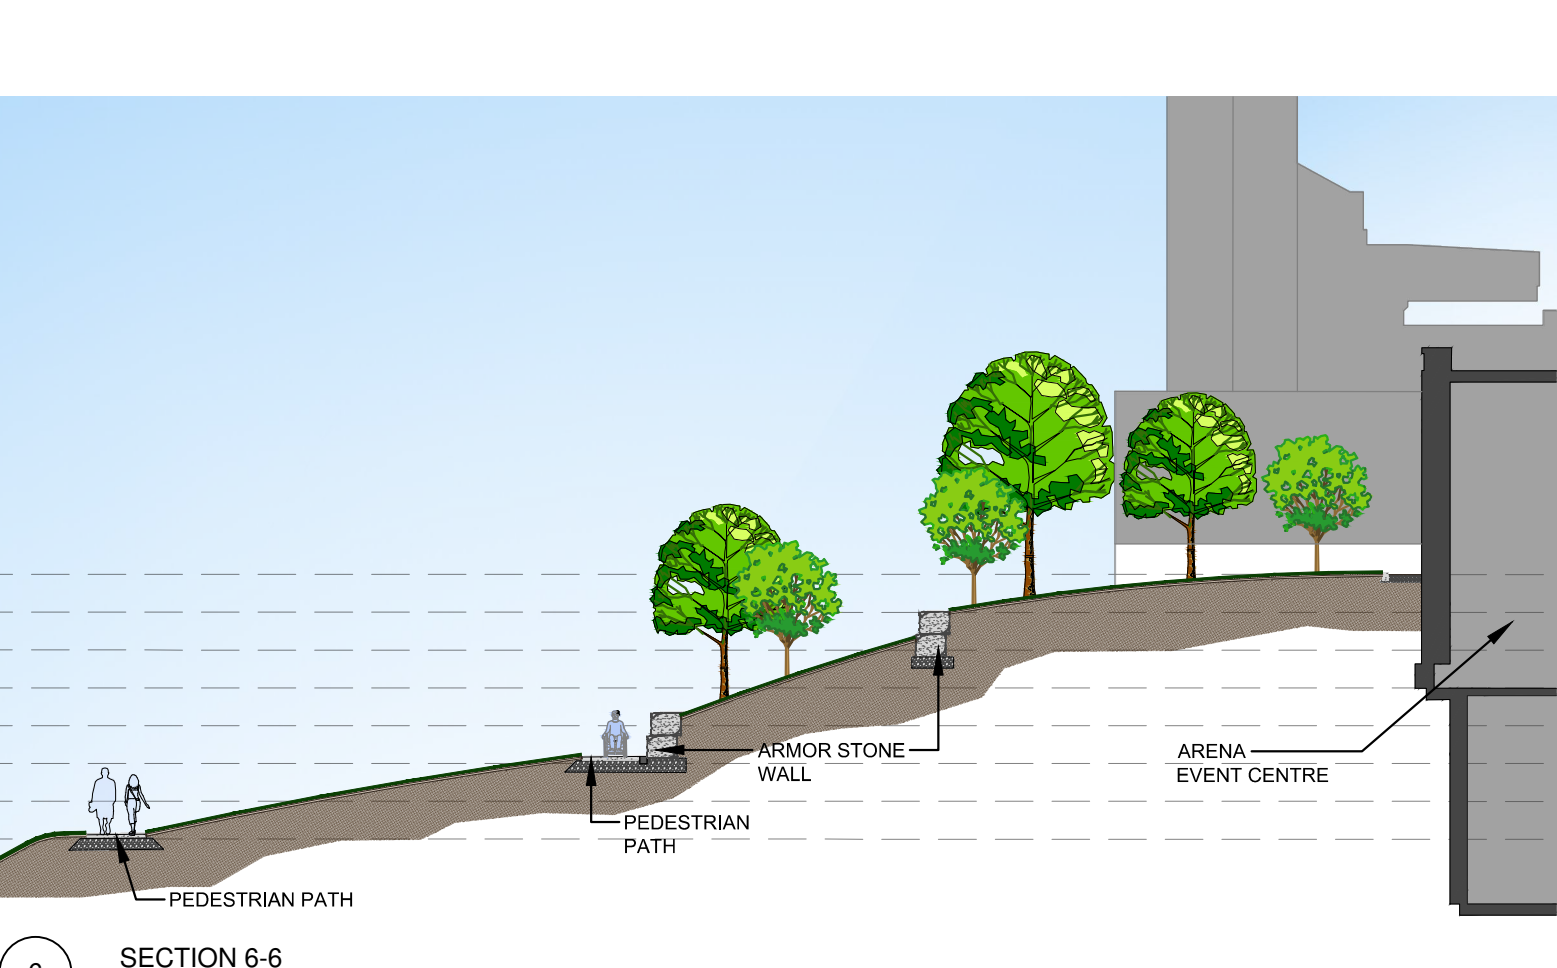 ARMOR STONE
WALL
ARENA
EVENT CENTRE
PEDESTRIAN
PATH
PEDESTRIAN PATH
SECTION 6-6